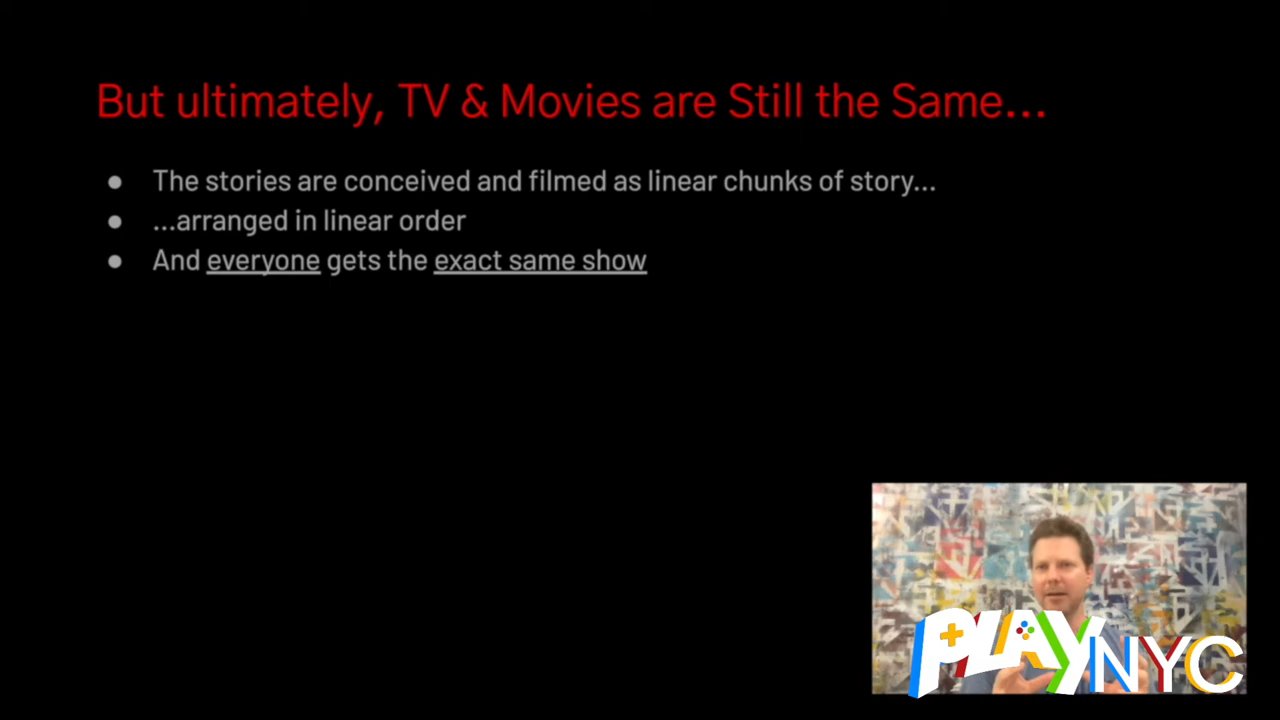 But ultimately, TV & Movies are Still the Same...
● The stories are conceived and filmed as linear chunks of story...
● ...arranged in linear order
● And everyone gets the exact same show
PLAY NYC